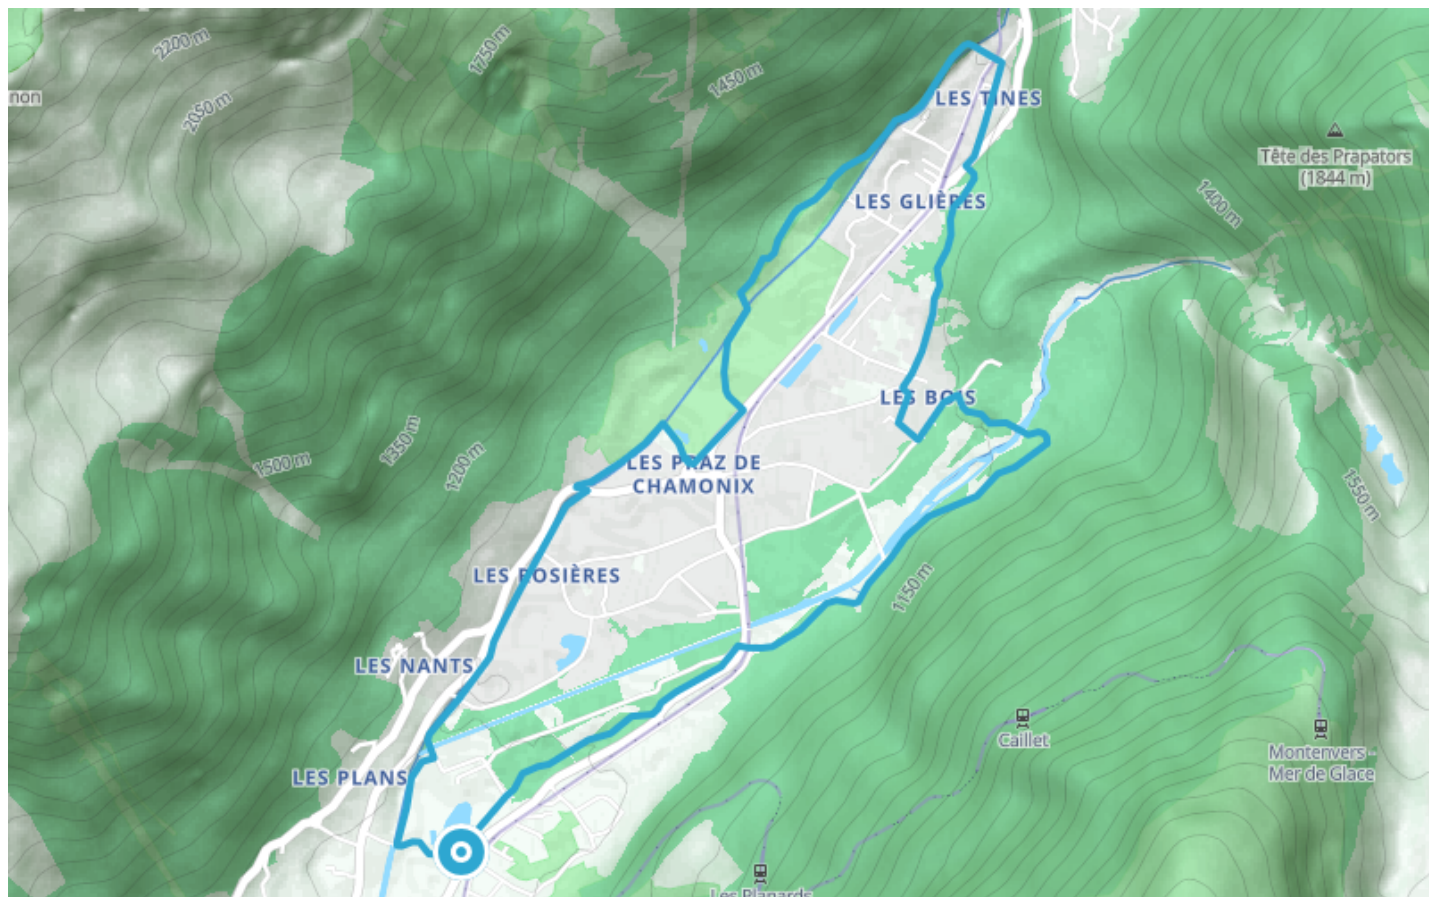 2200 m
1750 m
1450 m
2050 m
non
LES TINES
Tête des Prapators
(1844 m)
1400 m
LES GLIÈRES
LES BOIS
1350 m
1500 m
1200 m
LES PRAZ DE
CHAMONIX
1550 m
LES ROSIÈRES
1150 m
LES NANTS
Caillet
Montenvers -
Mer de Glace
LES PLANS
Les Planards